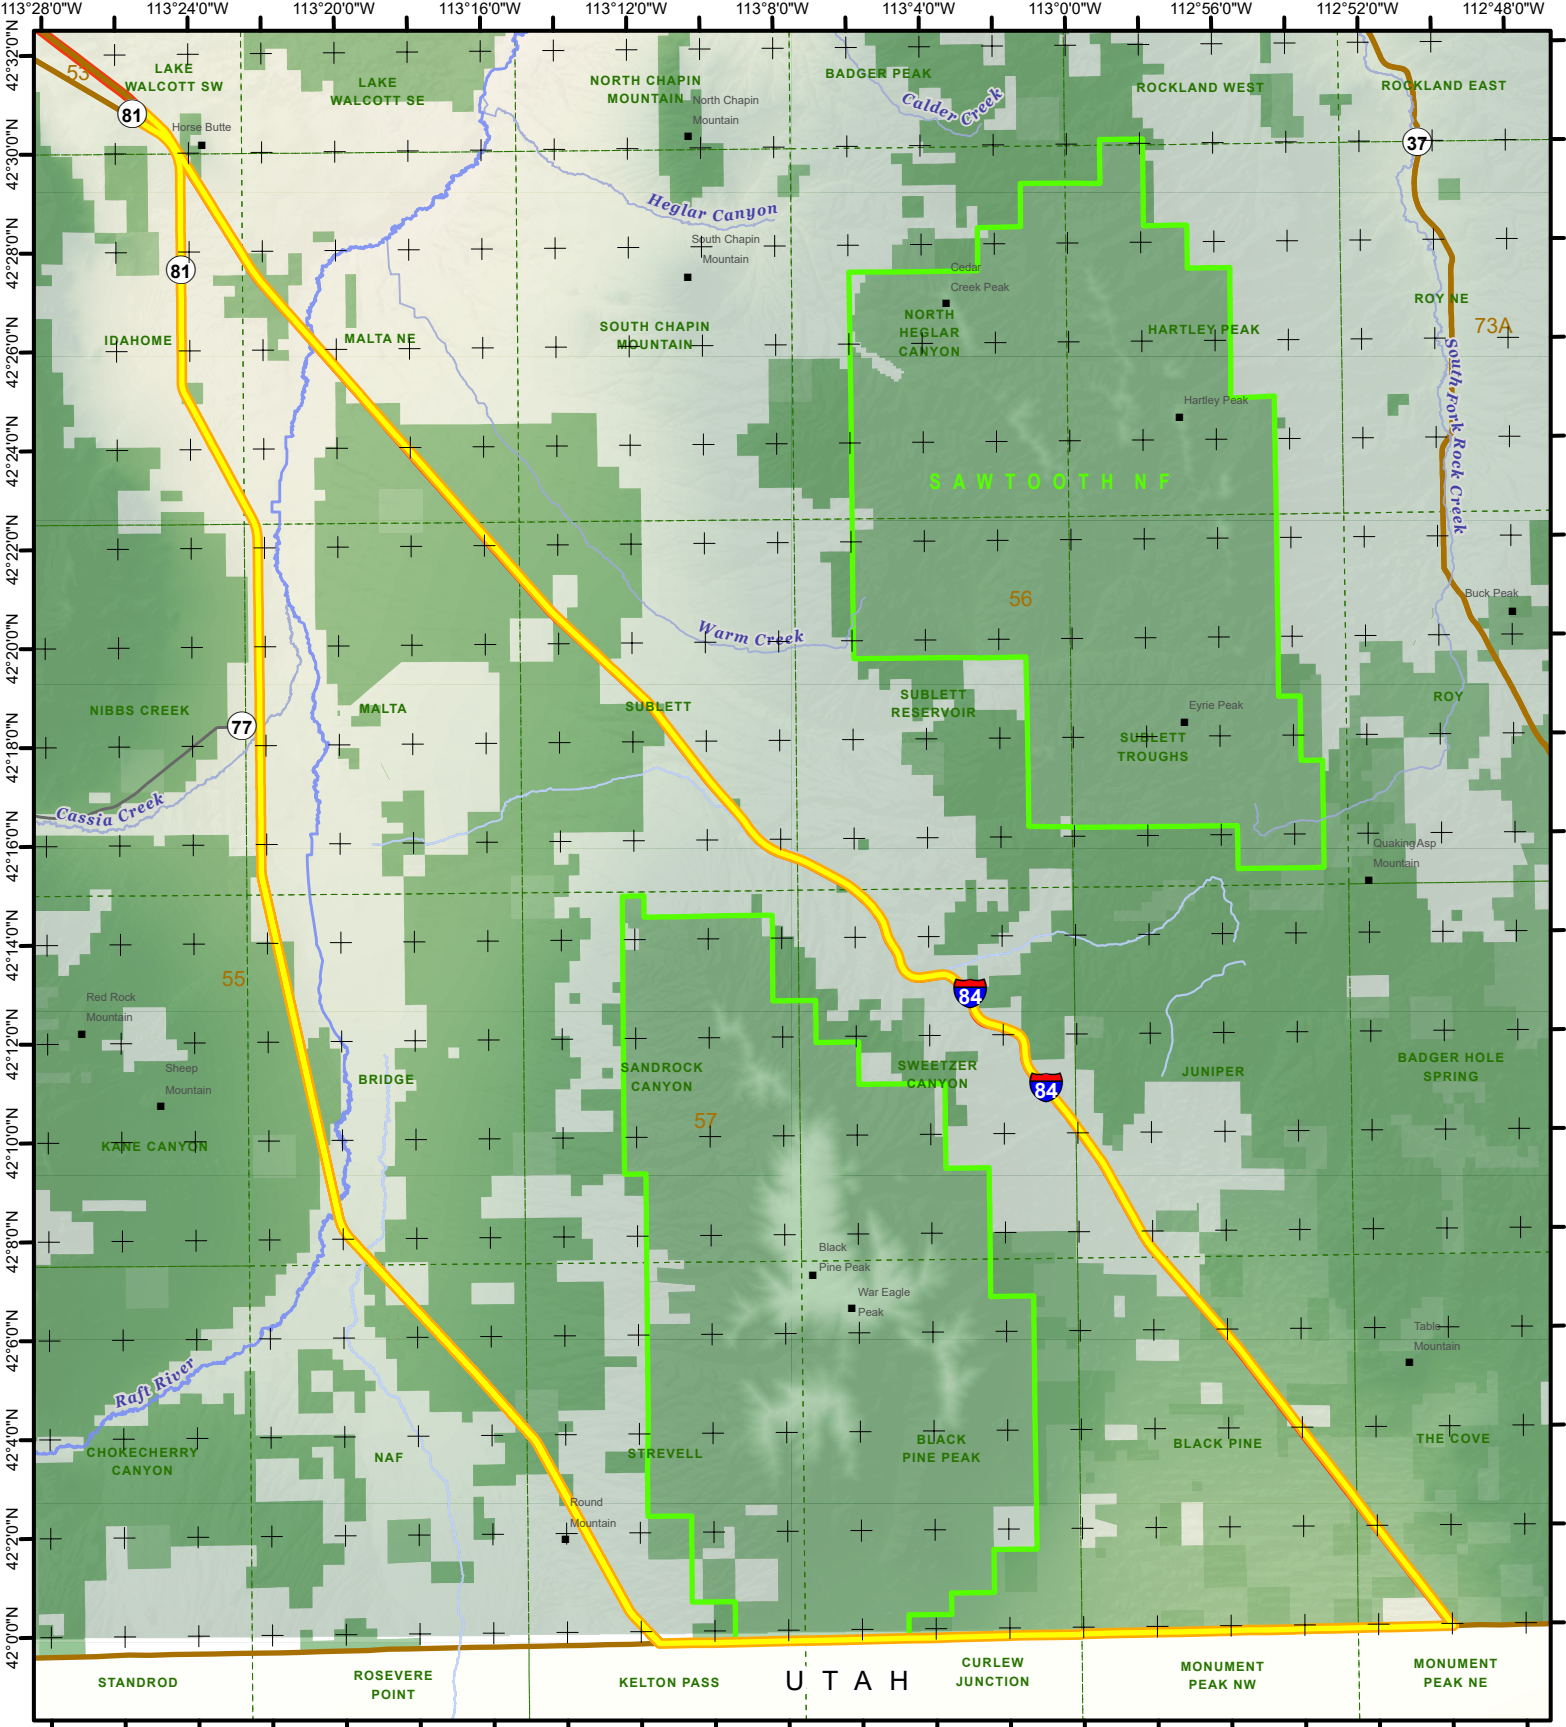 113°28'0"W 113°24'0"W 113°20'0"W 113°16'0"W 113°12'0"W 113°8'0"W 113°4'0"W 113°0'0"W 112°56'0"W 112°52'0"W 112°48'0"W
42°32'0"N
42°30'0"N
42°28'0"N
42°26'0"N
42°24'0"N
42°22'0"N
42°20'0"N
42°18'0"N
42°16'0"N
42°14'0"N
42°12'0"N
42°10'0"N
42°8'0"N
42°6'0"N
42°4'0"N
42°2'0"N
42°0'0"N
53
LAKE
WALCOTT SW
LAKE
WALCOTT SE
NORTH CHAPIN
MOUNTAIN
North Chapin
Mountain
BADGER PEAK
Calder Creek
ROCKLAND WEST
ROCKLAND EAST
81
Horse Butte
37
Heglar Canyon
South Chapin
Mountain
81
Cedar
Creek Peak
IDAHOME
MALTA NE
SOUTH CHAPIN
MOUNTAIN
NORTH
HEGLAR
CANYON
HARTLEY PEAK
ROY NE
73A
South Fork Rock Creek
Hartley Peak
SAWTOOTH NF
56
Buck Peak
Warm Creek
NIBBS CREEK
77
MALTA
SUBLETT
SUBLETT
RESERVOIR
Eyrie Peak
SUBLETT
TROUGHS
ROY
Cassia Creek
Quaking Asp
Mountain
55
Red Rock
Mountain
84
Sheep
Mountain
BRIDGE
SANDROCK
CANYON
SWEETZER
CANYON
84
JUNIPER
BADGER HOLE
SPRING
57
KANE CANYON
Black
Pine Peak
War Eagle
Peak
Table
Mountain
Raft River
CHOKECHERRY
CANYON
NAF
STREVELL
BLACK
PINE PEAK
BLACK PINE
THE COVE
Round
Mountain
STANDROD
ROSEVERE
POINT
KELTON PASS
UTAH
CURLEW
JUNCTION
MONUMENT
PEAK NW
MONUMENT
PEAK NE